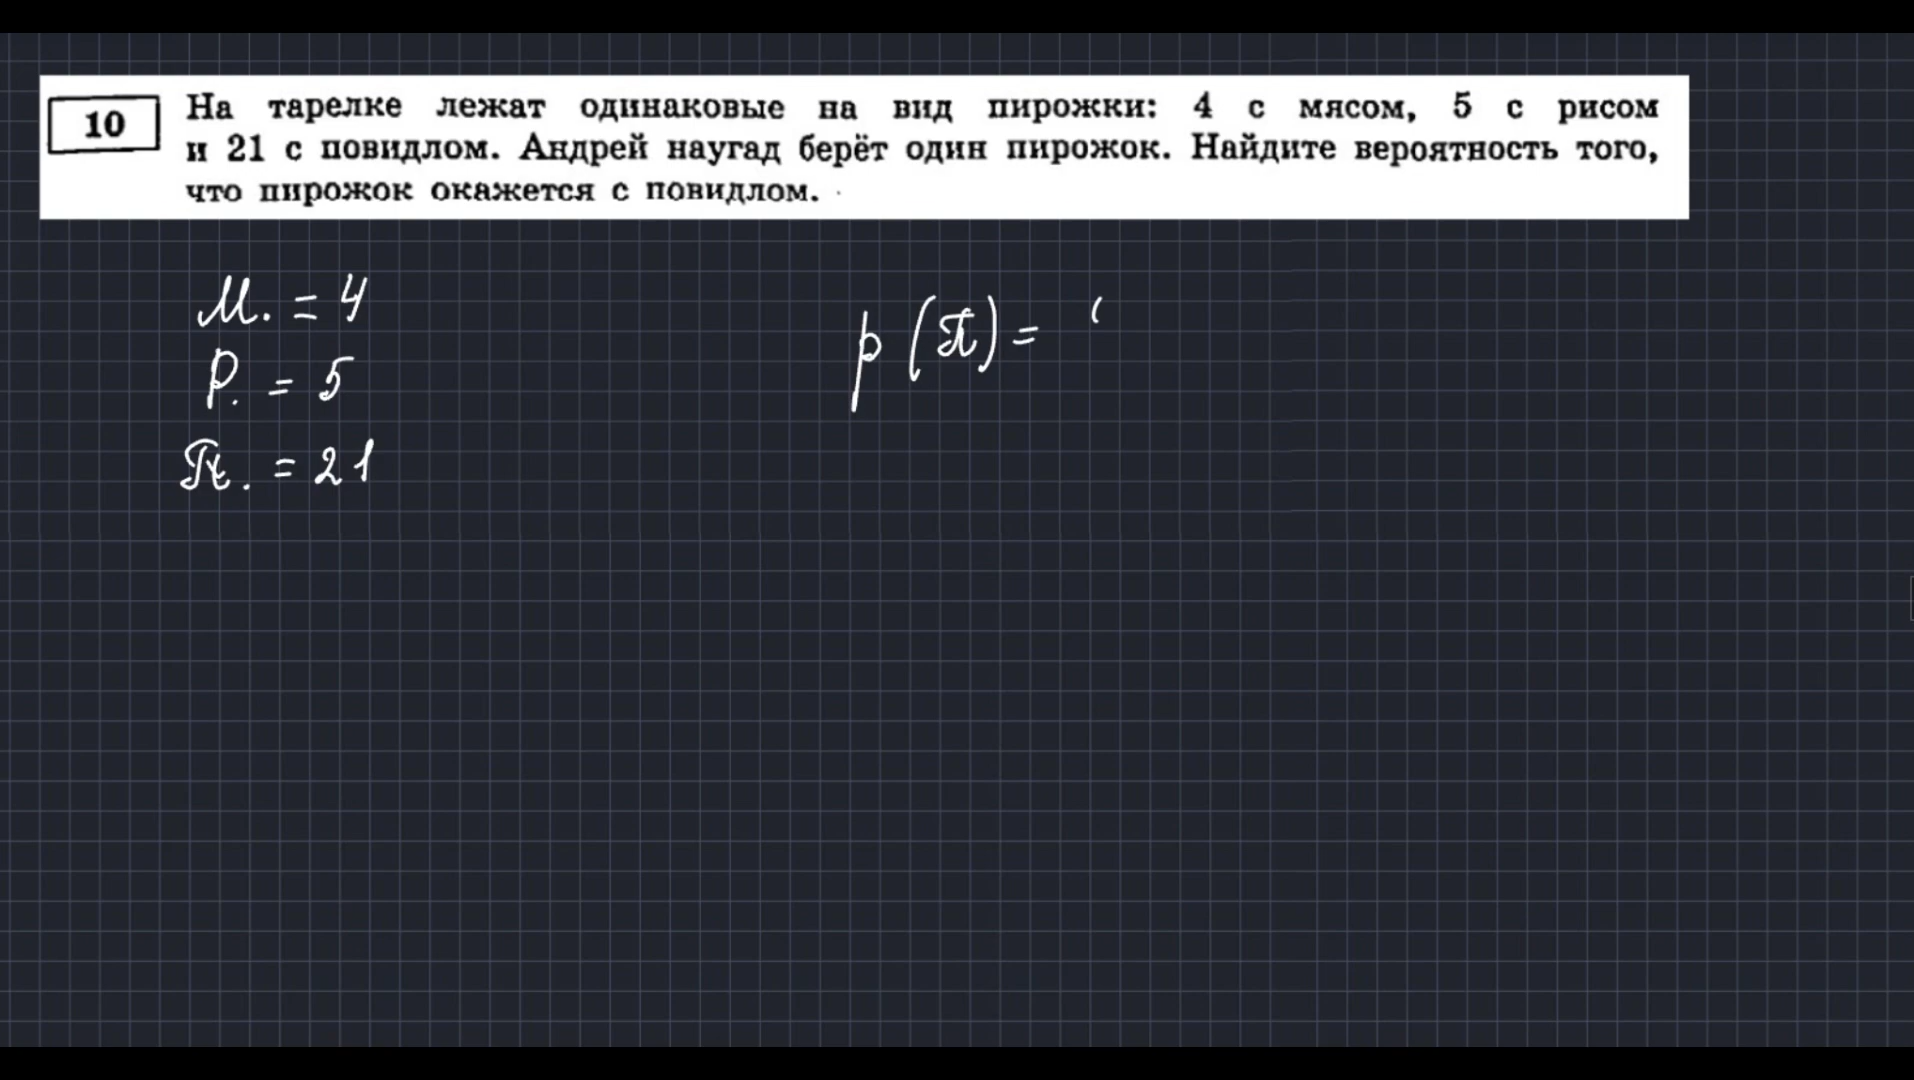 10
На тарелке лежат одинаковые на вид пирожки: 4 с мясом, 5 с рисом
и 21 с повидлом. Андрей наугад берёт один пирожок. Найдите вероятность того,
что пирожок окажется с повидлом.
М. = 4
Р. = 5
П. = 21
p (П) =